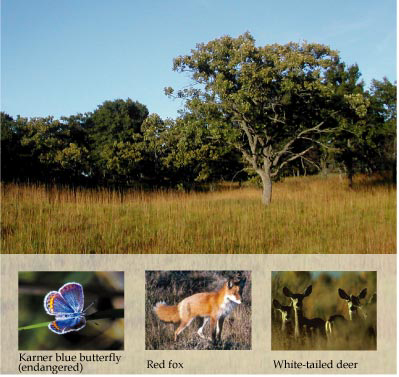 Karner blue butterfly
(endangered)
Red fox
White-tailed deer